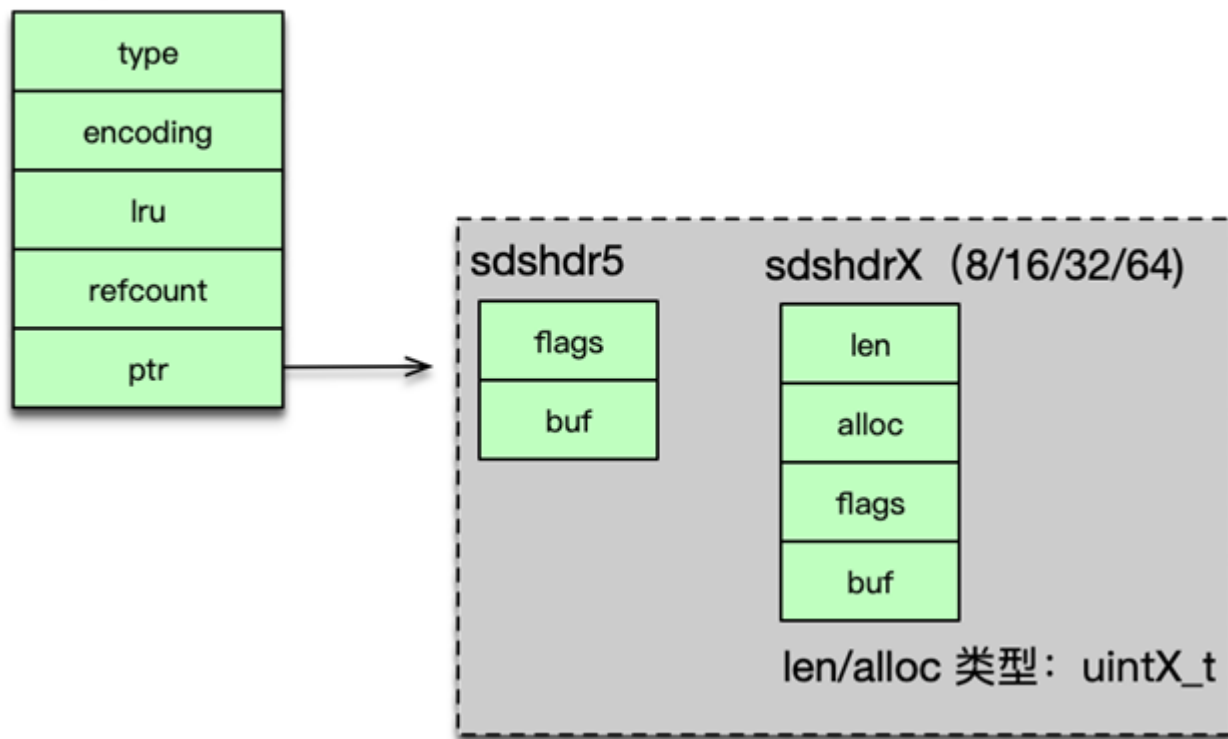 type
encoding
lru
refcount
ptr
sdshdr5
flags
buf
sdshdrX（8/16/32/64)
len
alloc
flags
buf
len/alloc 类型：uintX_t